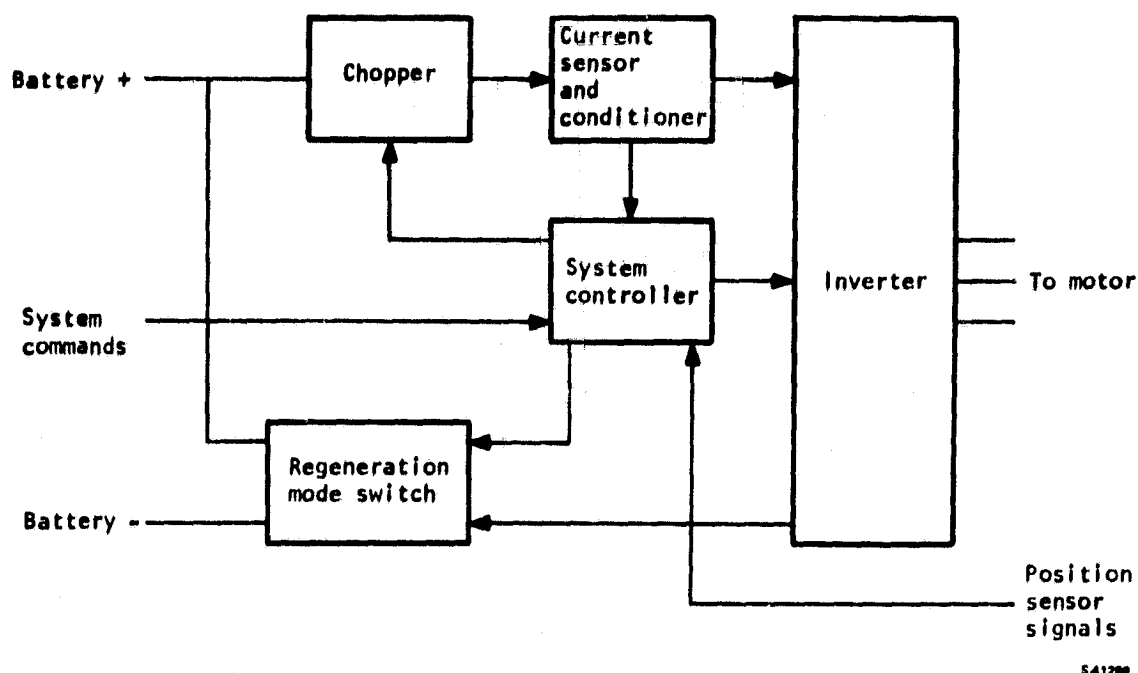 Battery +
Chopper
Current
sensor
and
conditioner
System
controller
Inverter
To motor
System
commands
Regeneration
mode switch
Battery -
Position
sensor
signals